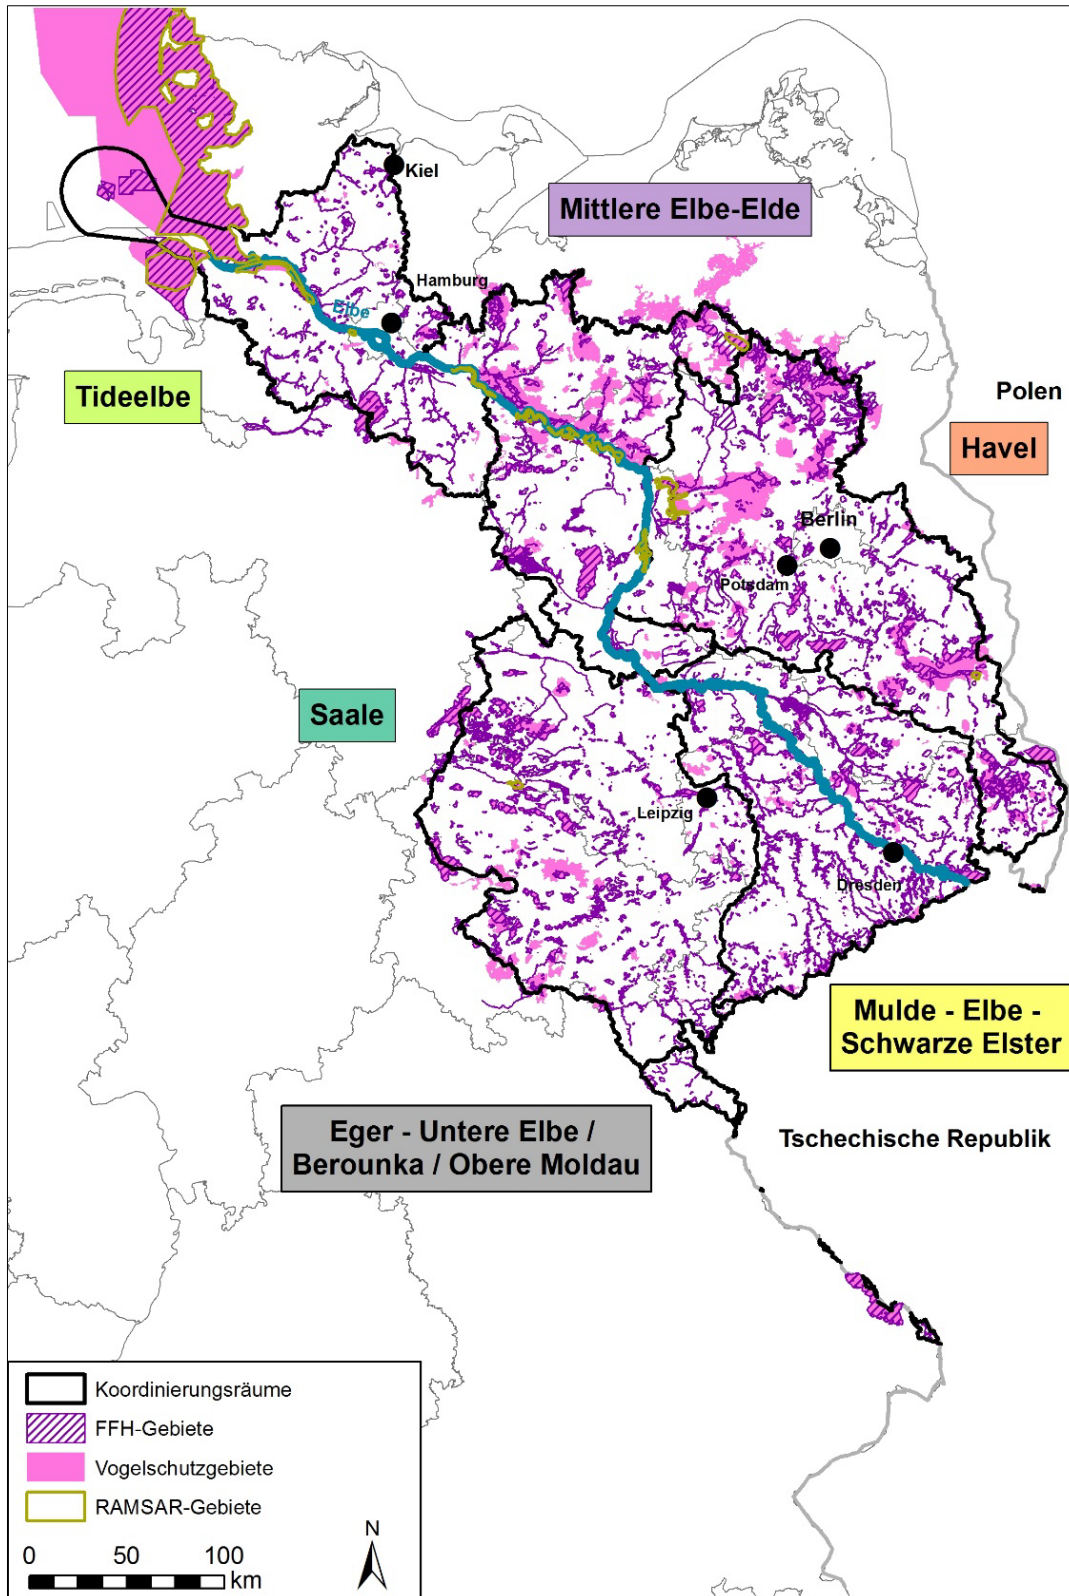 Kiel
Mittlere Elbe-Elde
Hamburg
Elbe
Tideelbe
Polen
Havel
Berlin
Potsdam
Saale
Leipzig
Dresden
Mulde - Elbe -
Schwarze Elster
Eger - Untere Elbe /
Berounka / Obere Moldau
Tschechische Republik
Koordinierungsräume
FFH-Gebiete
Vogelschutzgebiete
RAMSAR-Gebiete
N
0 50 100
km